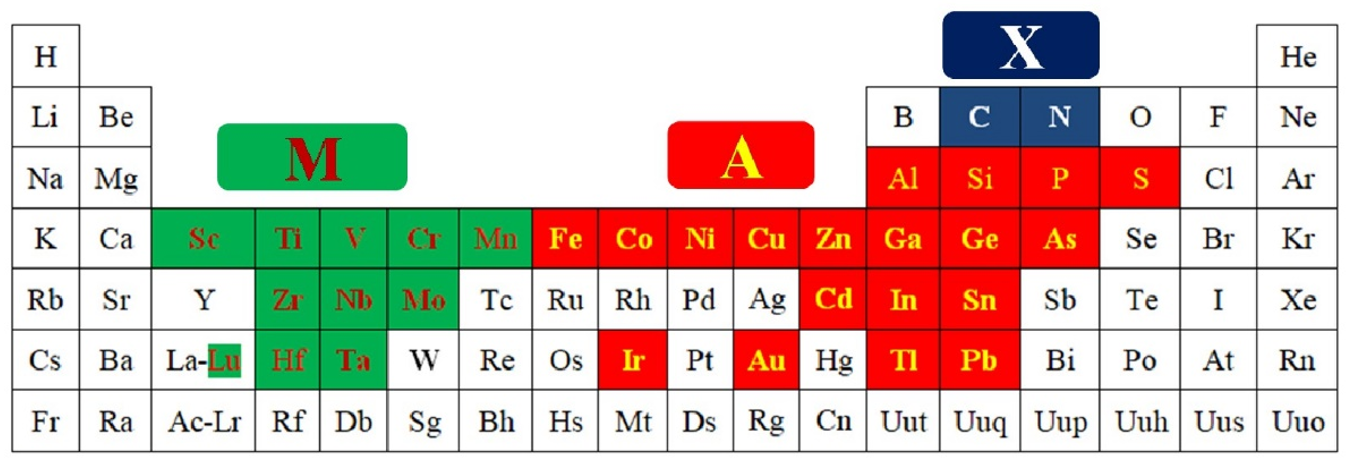 X
H He
Li Be B C N O F Ne
M A
Na Mg Al Si P S Cl Ar
K Ca Sc Ti V Cr Mn Fe Co Ni Cu Zn Ga Ge As Se Br Kr
Rb Sr Y Zr Nb Mo Tc Ru Rh Pd Ag Cd In Sn Sb Te I Xe
Cs Ba La-Lu Hf Ta W Re Os Ir Pt Au Hg Tl Pb Bi Po At Rn
Fr Ra Ac-Lr Rf Db Sg Bh Hs Mt Ds Rg Cn Uut Uuq Uup Uuh Uus Uuo